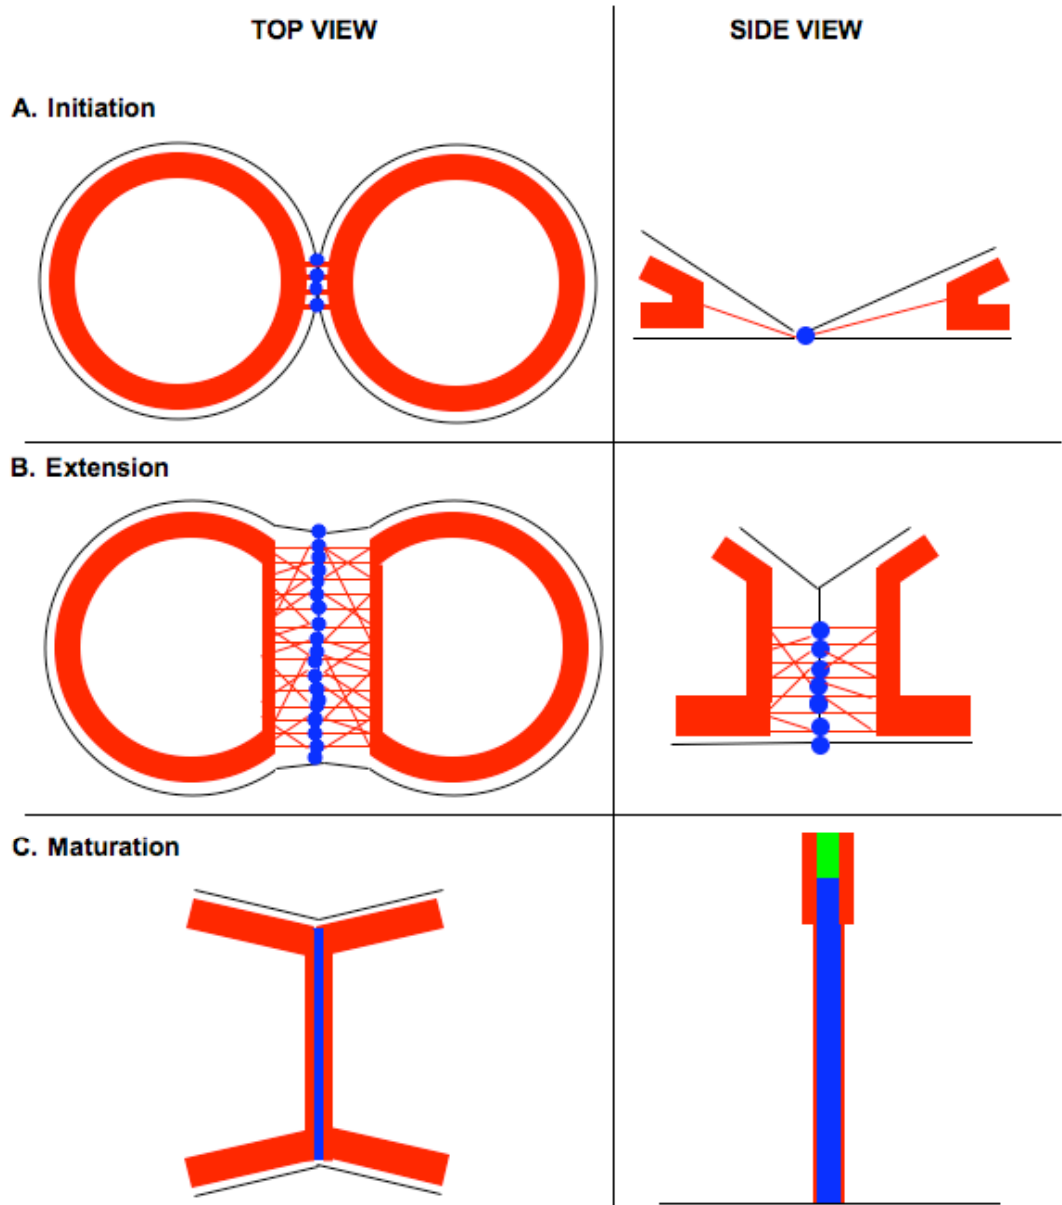 TOP VIEW
SIDE VIEW
A. Initiation
B. Extension
C. Maturation